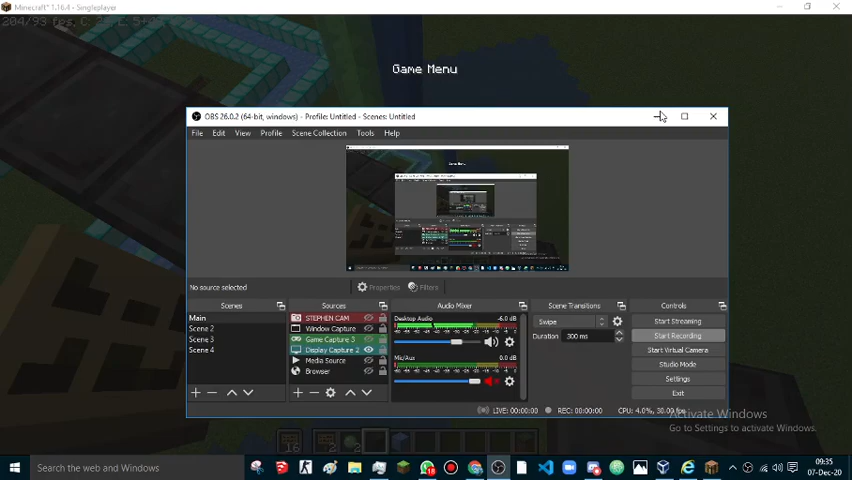 Minecraft* 1.16.4 - Singleplayer
Game Menu
OBS 26.0.2 (64-bit, windows) - Profile: Untitled - Scenes: Untitled
File Edit View Profile Scene Collection Tools Help
No source selected
Properties Filters
Scenes
Main
Scene 2
Scene 3
Scene 4
Sources
STEPHEN CAM
Window Capture
Game Capture 3
Display Capture 2
Media Source
Browser
Audio Mixer
Desktop Audio -6.0 dB
Mic/Aux 0.0 dB
Scene Transitions
Swipe
Duration 300 ms
Controls
Start Streaming
Start Recording
Start Virtual Camera
Studio Mode
Settings
Exit
LIVE: 00:00:00 REC: 00:00:00 CPU: 4.0%, 30.00 fps
Activate Windows
Go to Settings to activate Windows.
16 2 2
Search the web and Windows
09:35
07-Dec-20